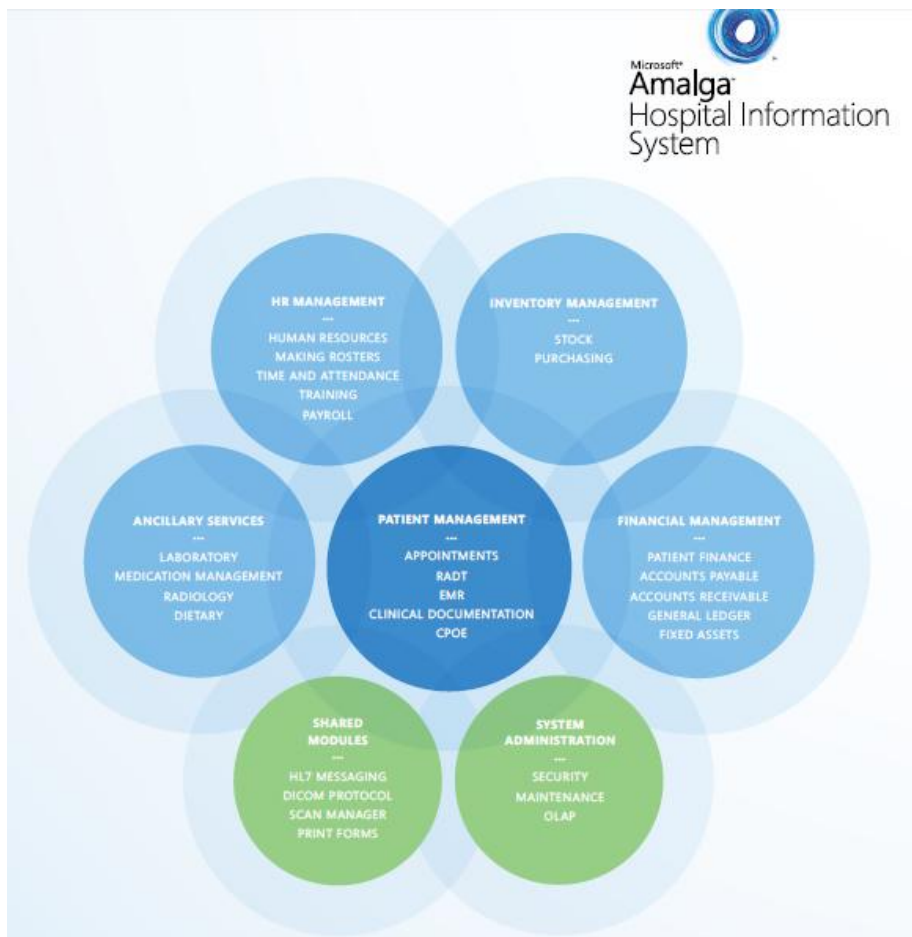 Microsoft®
Amalga™
Hospital Information
System
HR MANAGEMENT
---
HUMAN RESOURCES
MAKING ROSTERS
TIME AND ATTENDANCE
TRAINING
PAYROLL
INVENTORY MANAGEMENT
---
STOCK
PURCHASING
ANCILLARY SERVICES
---
LABORATORY
MEDICATION MANAGEMENT
RADIOLOGY
DIETARY
PATIENT MANAGEMENT
---
APPOINTMENTS
RADT
EMR
CLINICAL DOCUMENTATION
CPOE
FINANCIAL MANAGEMENT
---
PATIENT FINANCE
ACCOUNTS PAYABLE
ACCOUNTS RECEIVABLE
GENERAL LEDGER
FIXED ASSETS
SHARED
MODULES
---
HL7 MESSAGING
DICOM PROTOCOL
SCAN MANAGER
PRINT FORMS
SYSTEM
ADMINISTRATION
---
SECURITY
MAINTENANCE
OLAP